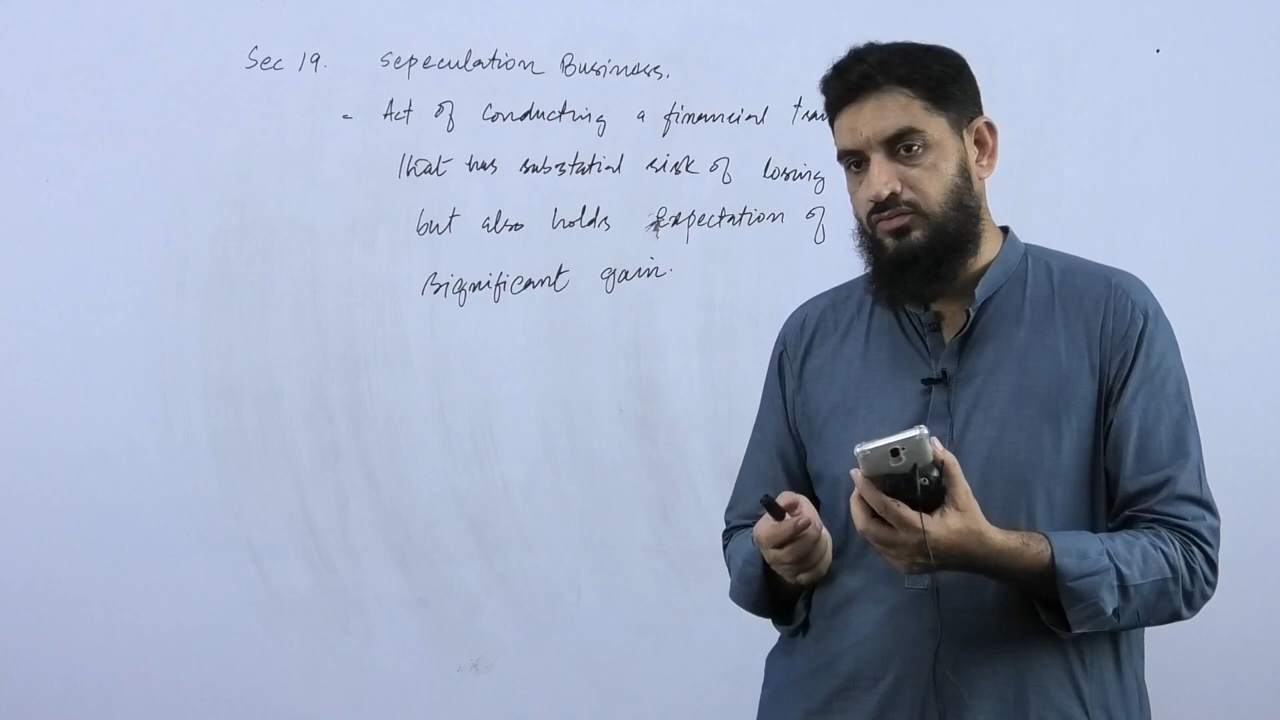 Sec 19. Sepeculation Business.
- Act of Conducting a financial tran
that has substatial risk of losing
but also holds Expectation of
significant gain.